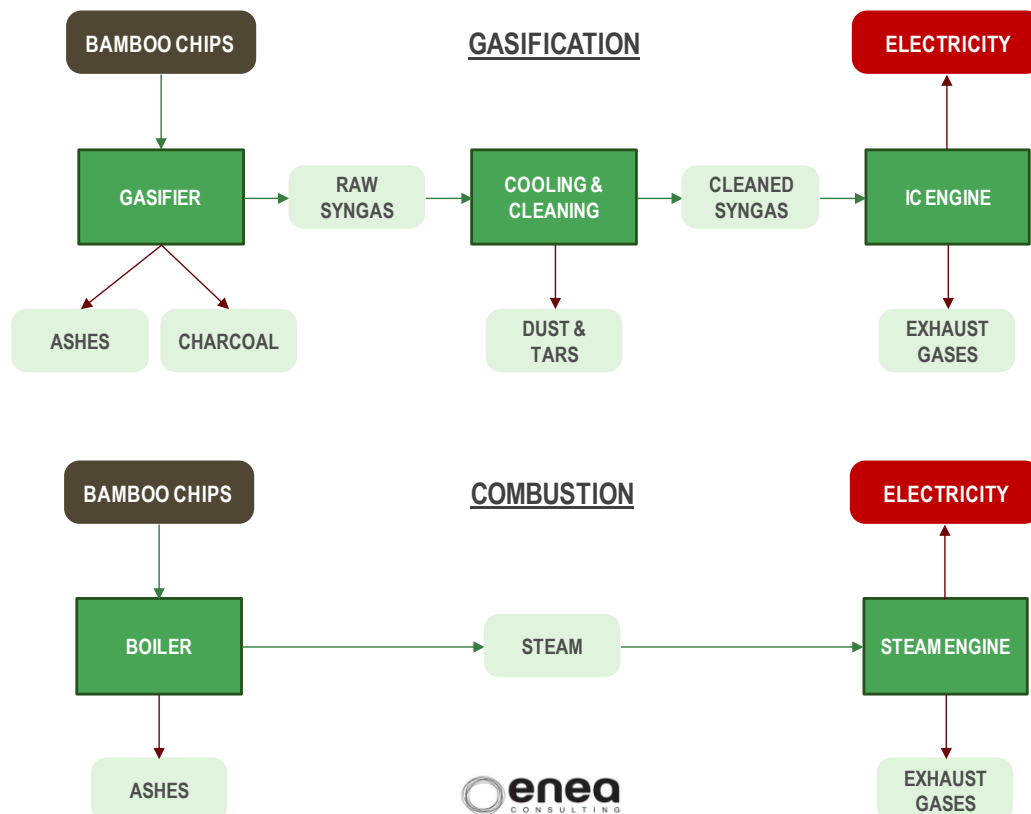 BAMBOO CHIPS
GASIFICATION
ELECTRICITY
GASIFIER
RAW
SYNGAS
COOLING &
CLEANING
CLEANED
SYNGAS
IC ENGINE
ASHES
CHARCOAL
DUST &
TARS
EXHAUST
GASES
BAMBOO CHIPS
COMBUSTION
ELECTRICITY
BOILER
STEAM
STEAM ENGINE
ASHES
enea
CONSULTING
EXHAUST
GASES